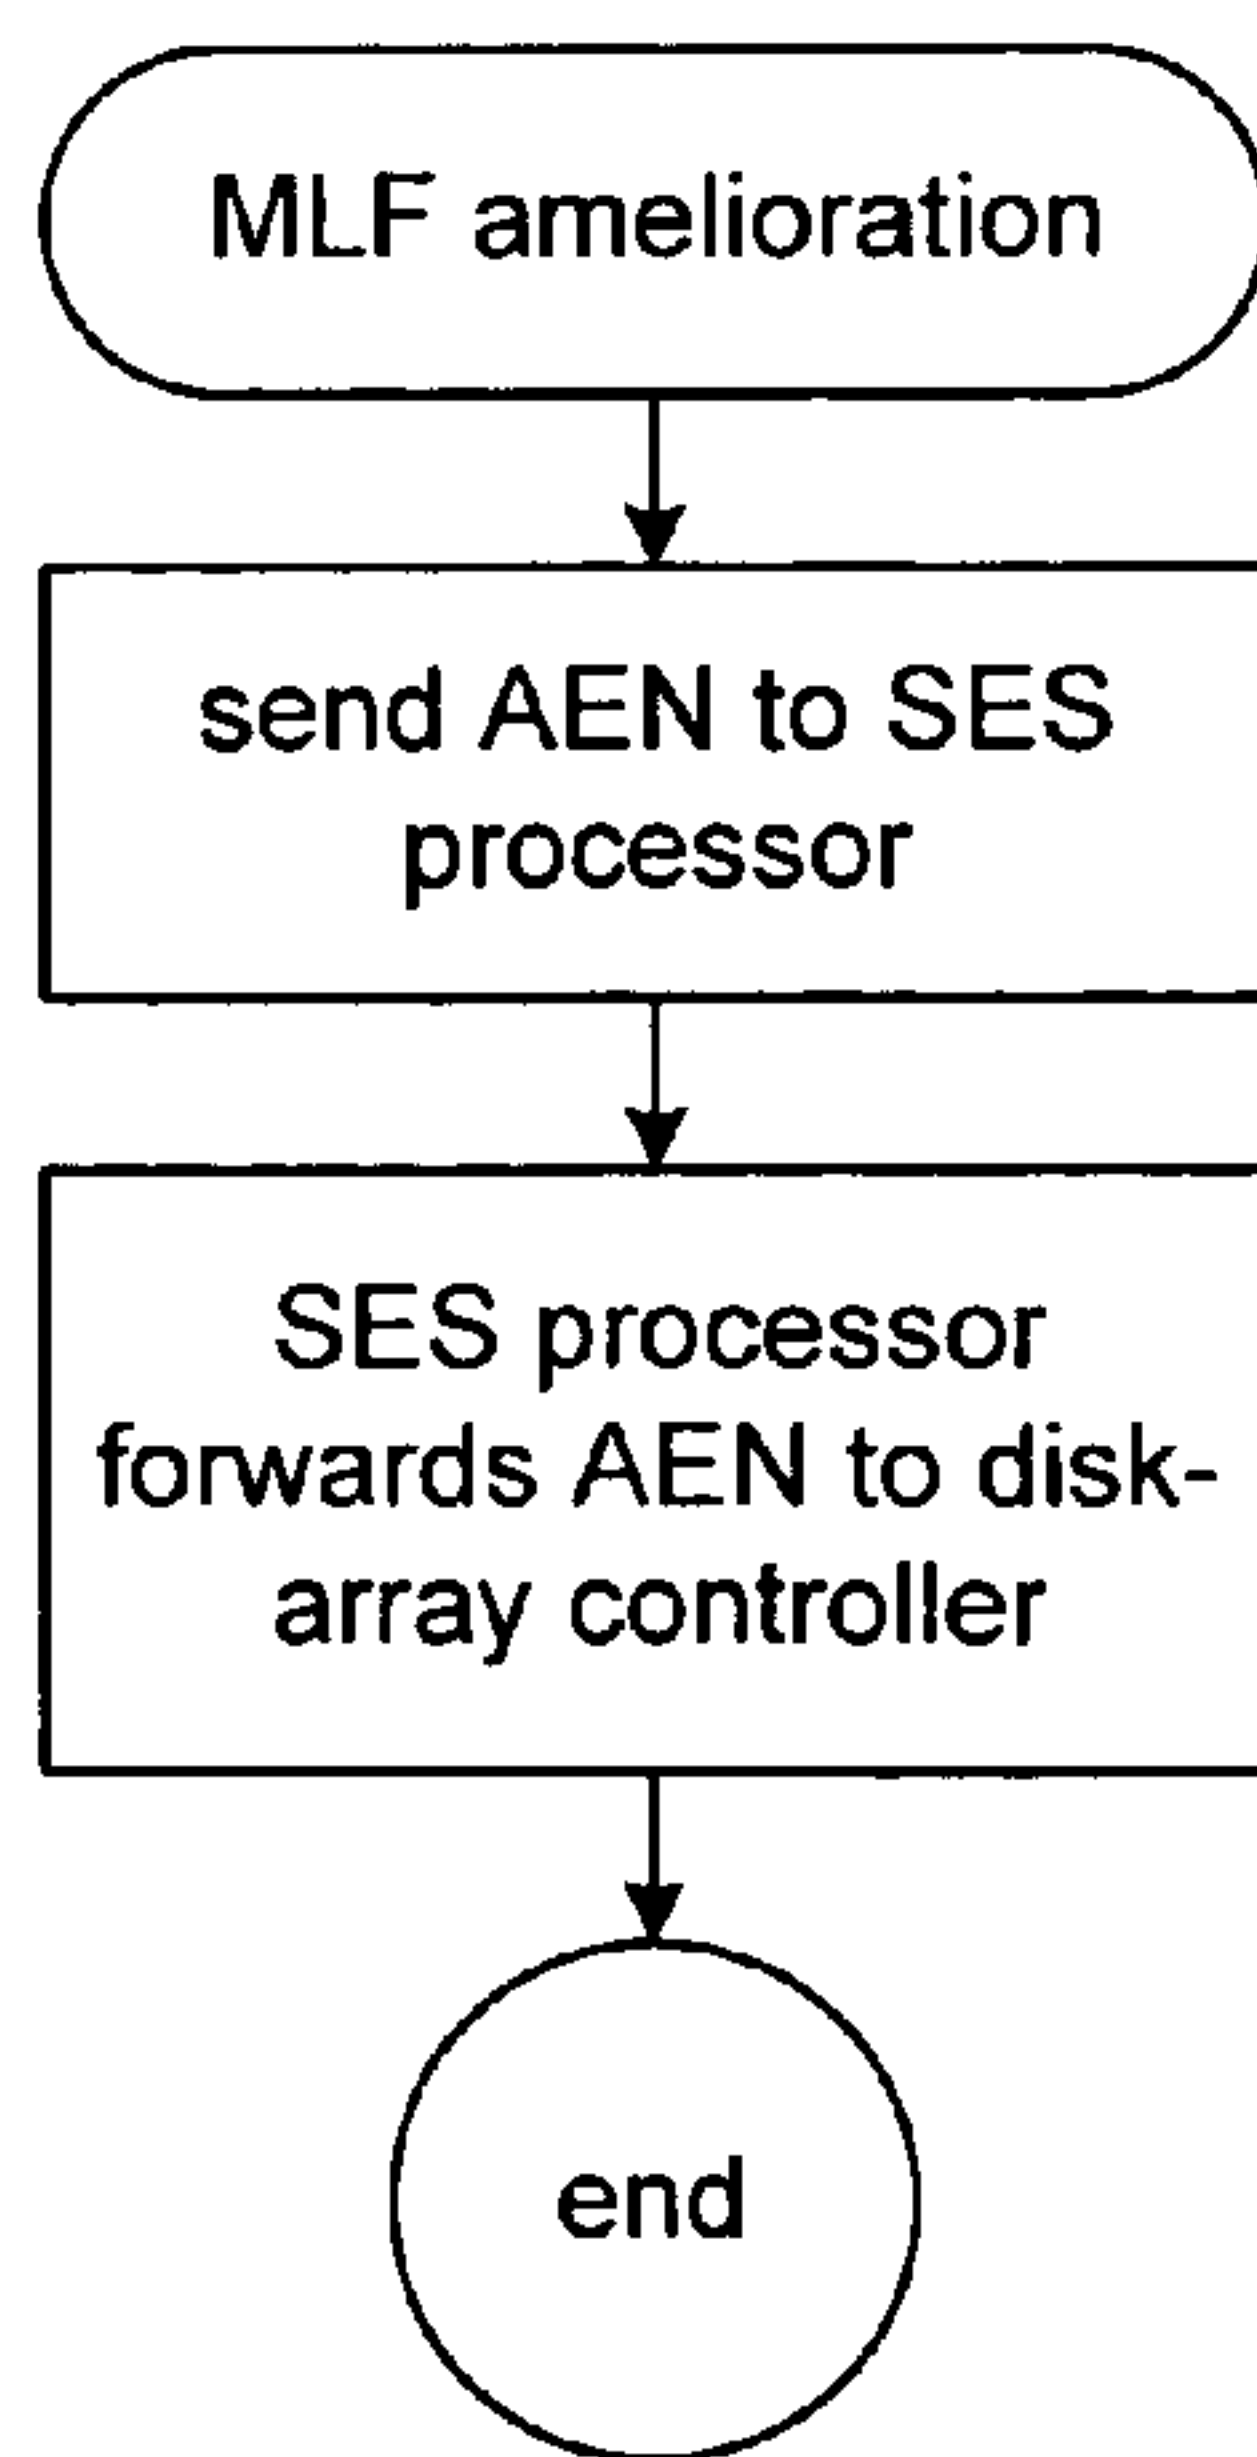 MLF amelioration
send AEN to SES
processor
SES processor
forwards AEN to disk-
array controller
end